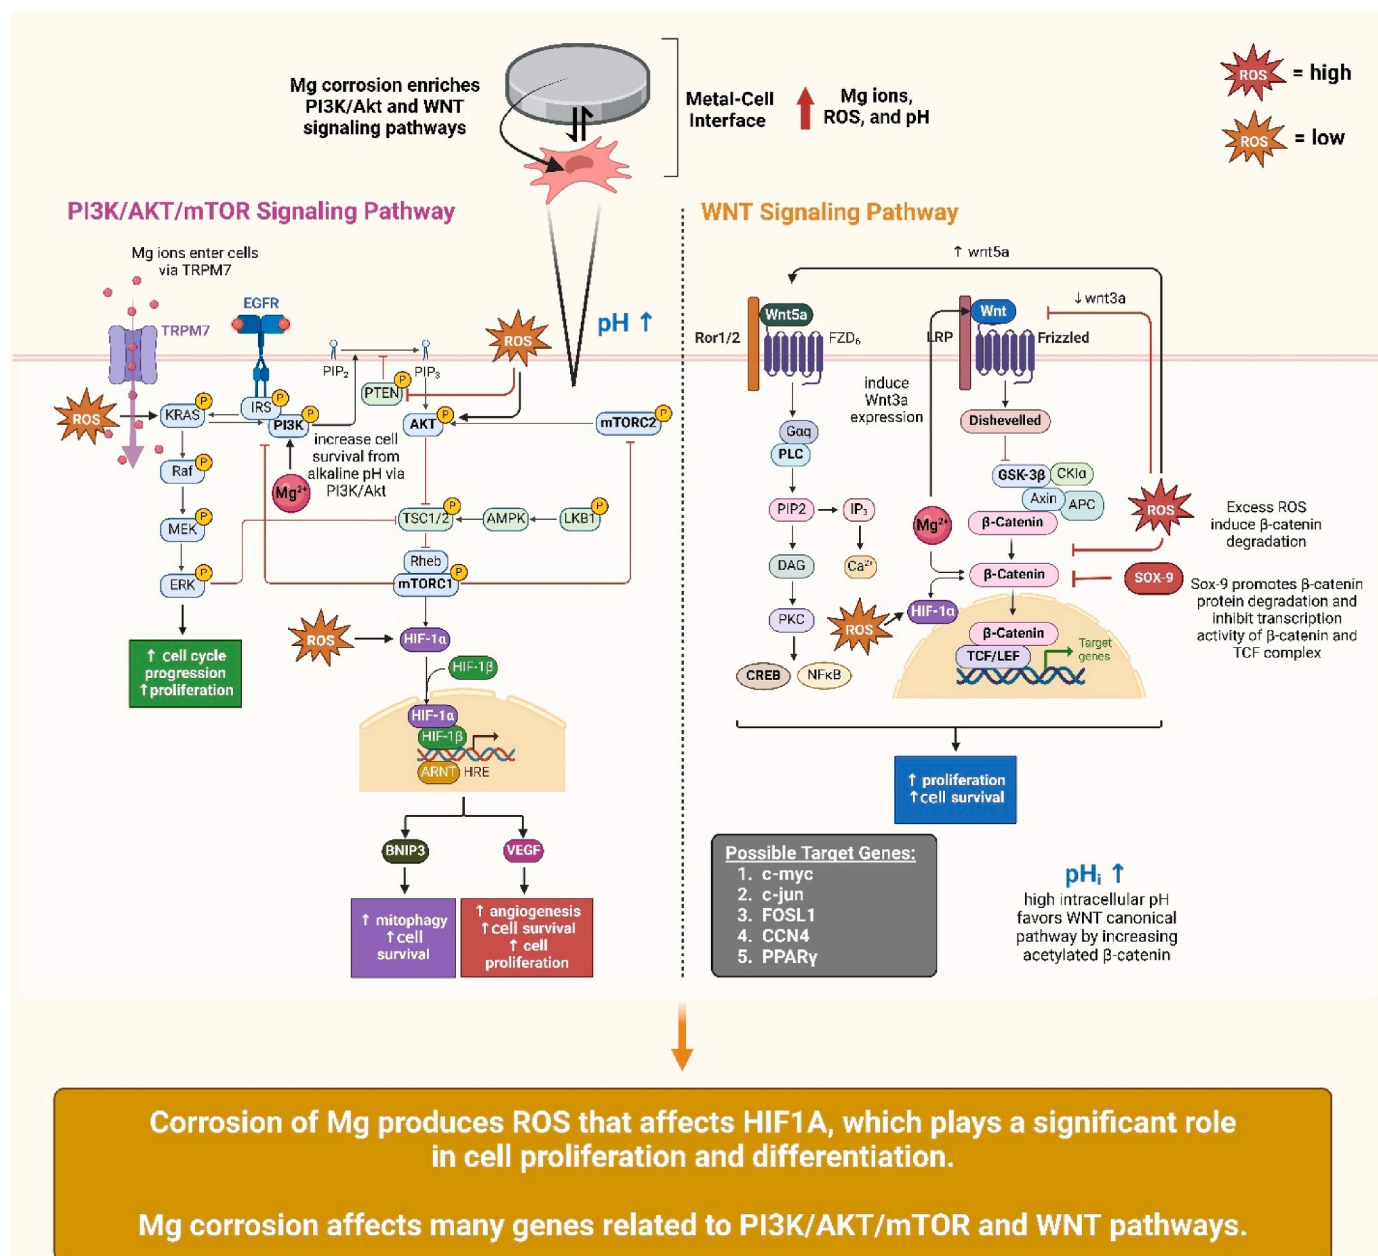 Mg corrosion enriches
PI3K/Akt and WNT
signaling pathways
Metal-Cell
Interface
Mg ions,
ROS, and pH
ROS = high
ROS = low
PI3K/AKT/mTOR Signaling Pathway
Mg ions enter cells
via TRPM7
TRPM7
EGFR
ROS
pH ↑
PIP₂
PIP₃
PTEN
P
ROS
KRAS
P
IRS
P
PI3K
P
AKT
P
mTORC2
P
increase cell
survival from
alkaline pH via
PI3K/Akt
Mg²⁺
Raf
P
MEK
P
ERK
P
TSC1/2
P
AMPK
P
LKB1
P
Rheb
mTORC1
P
ROS
HIF-1α
HIF-1β
HIF-1α
HIF-1β
ARNT
HRE
↑ cell cycle
progression
↑proliferation
BNIP3
VEGF
↑ mitophagy
↑cell
survival
↑ angiogenesis
↑cell survival
↑ cell
proliferation
WNT Signaling Pathway
↑ wnt5a
↓wnt3a
Wnt5a
Ror1/2
FZD₆
Wnt
LRP
Frizzled
induce
Wnt3a
expression
Gαq
PLC
PIP2
IP₃
DAG
Ca²⁺
PKC
CREB
NFκB
Dishevelled
GSK-3β
CKIα
Axin
APC
β-Catenin
Mg²⁺
β-Catenin
ROS
HIF-1α
β-Catenin
TCF/LEF
Target
genes
ROS
Excess ROS
induce β-catenin
degradation
SOX-9
Sox-9 promotes β-catenin
protein degradation and
inhibit transcription
activity of β-catenin and
TCF complex
↑ proliferation
↑cell survival
Possible Target Genes:
1. c-myc
2. c-jun
3. FOSL1
4. CCN4
5. PPARγ
pHᵢ ↑
high intracellular pH
favors WNT canonical
pathway by increasing
acetylated β-catenin
Corrosion of Mg produces ROS that affects HIF1A, which plays a significant role
in cell proliferation and differentiation.
Mg corrosion affects many genes related to PI3K/AKT/mTOR and WNT pathways.